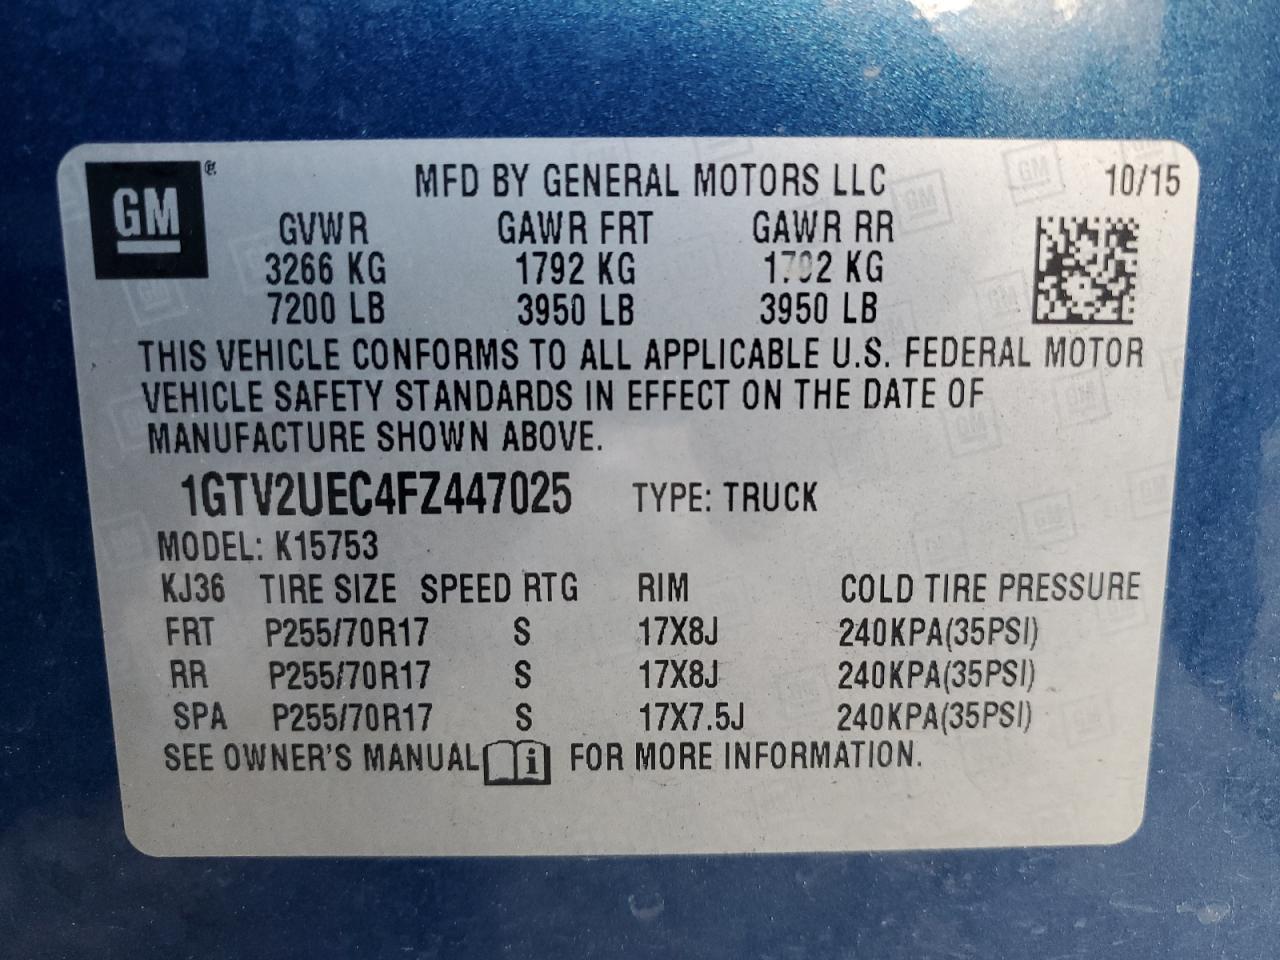 GM ® MFD BY GENERAL MOTORS LLC 10/15
GVWR GAWR FRT GAWR RR
3266 KG 1792 KG 1792 KG
7200 LB 3950 LB 3950 LB
THIS VEHICLE CONFORMS TO ALL APPLICABLE U.S. FEDERAL MOTOR
VEHICLE SAFETY STANDARDS IN EFFECT ON THE DATE OF
MANUFACTURE SHOWN ABOVE.
1GTV2UEC4FZ447025 TYPE: TRUCK
MODEL: K15753
KJ36 TIRE SIZE SPEED RTG RIM COLD TIRE PRESSURE
FRT P255/70R17 S 17X8J 240KPA(35PSI)
RR P255/70R17 S 17X8J 240KPA(35PSI)
SPA P255/70R17 S 17X7.5J 240KPA(35PSI)
SEE OWNER'S MANUAL i FOR MORE INFORMATION.